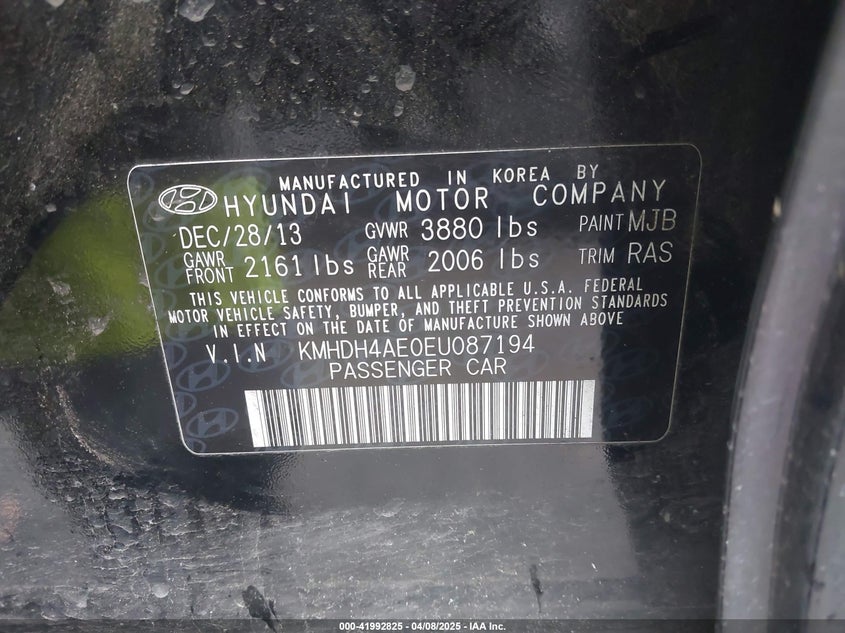 MANUFACTURED IN KOREA BY
HYUNDAI MOTOR COMPANY
DEC/28/13 GVWR 3880 lbs PAINT MJB
GAWR FRONT 2161 lbs GAWR REAR 2006 lbs TRIM RAS
THIS VEHICLE CONFORMS TO ALL APPLICABLE U.S.A. FEDERAL
MOTOR VEHICLE SAFETY, BUMPER, AND THEFT PREVENTION STANDARDS
IN EFFECT ON THE DATE OF MANUFACTURE SHOWN ABOVE
V.I.N KMHDH4AE0EU087194
PASSENGER CAR
000-41992825 - 04/08/2025 - IAA Inc.